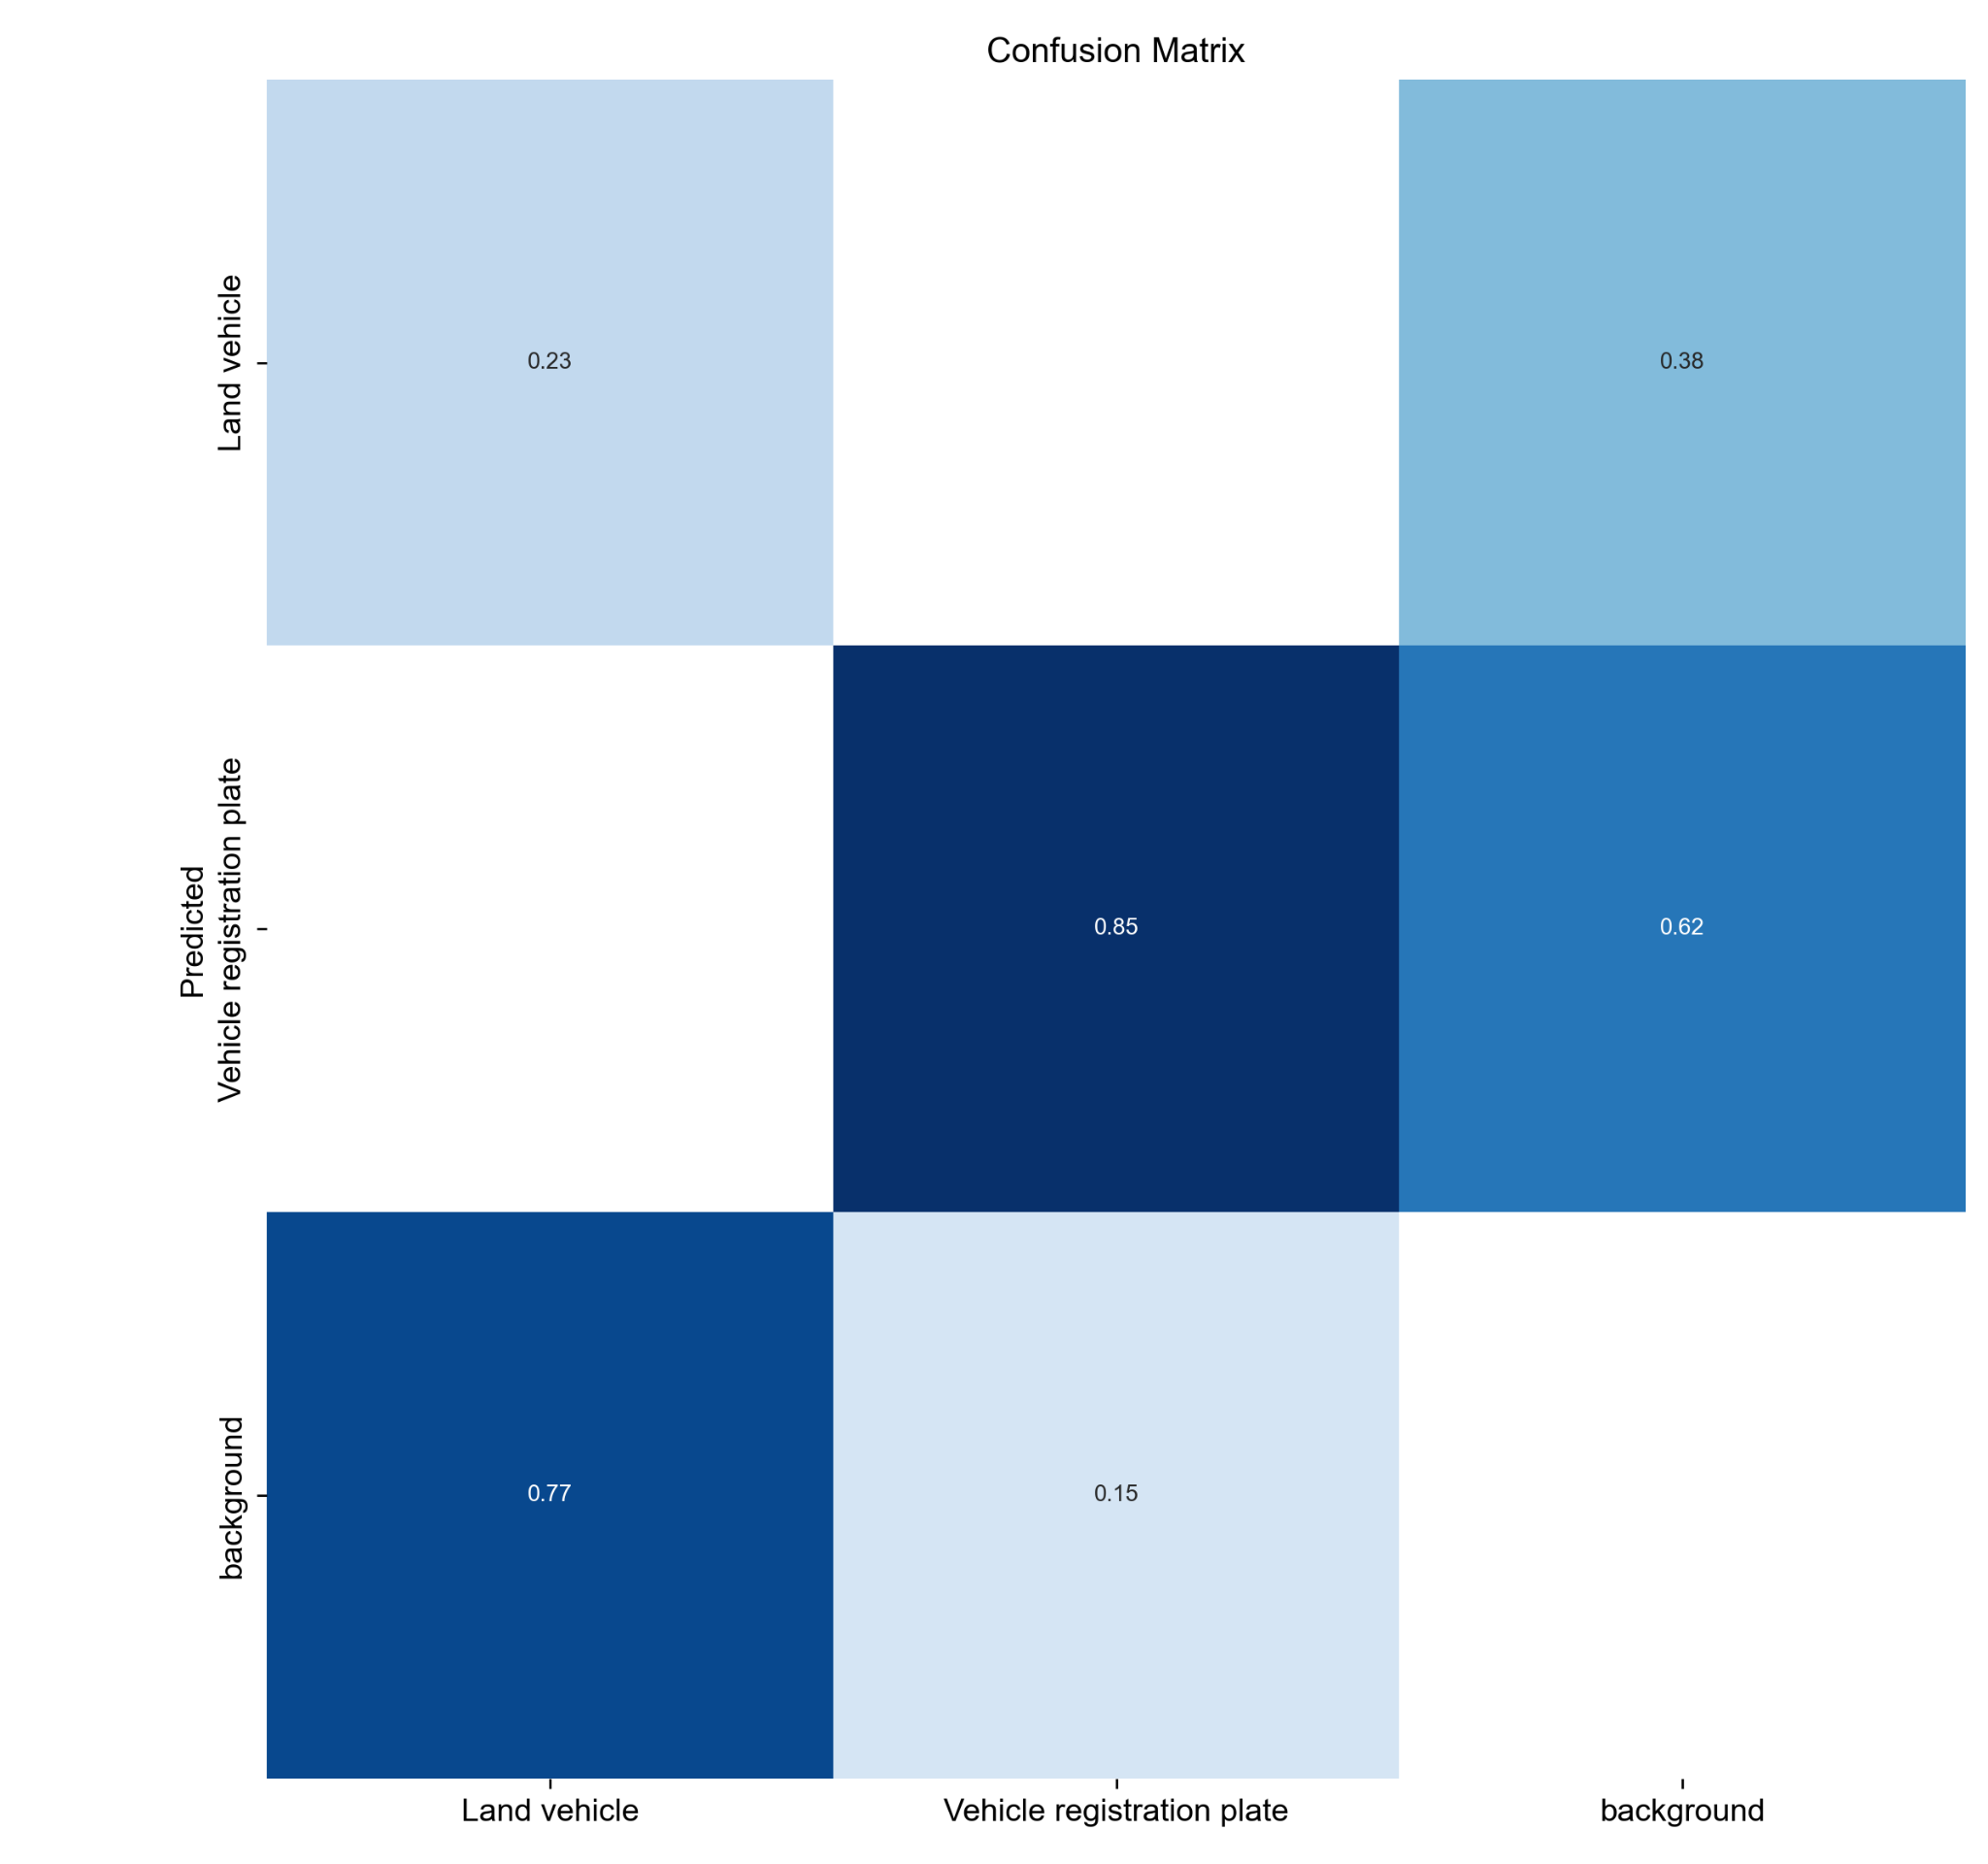 Confusion Matrix
Land vehicle
0.23
0.38
Predicted
Vehicle registration plate
0.85
0.62
background
0.77
0.15
Land vehicle
Vehicle registration plate
background